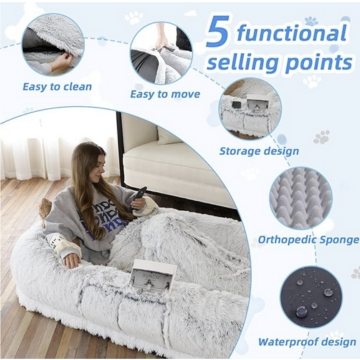 5 functional
selling points
Easy to clean
Easy to move
Storage design
Orthopedic Sponge
Waterproof design